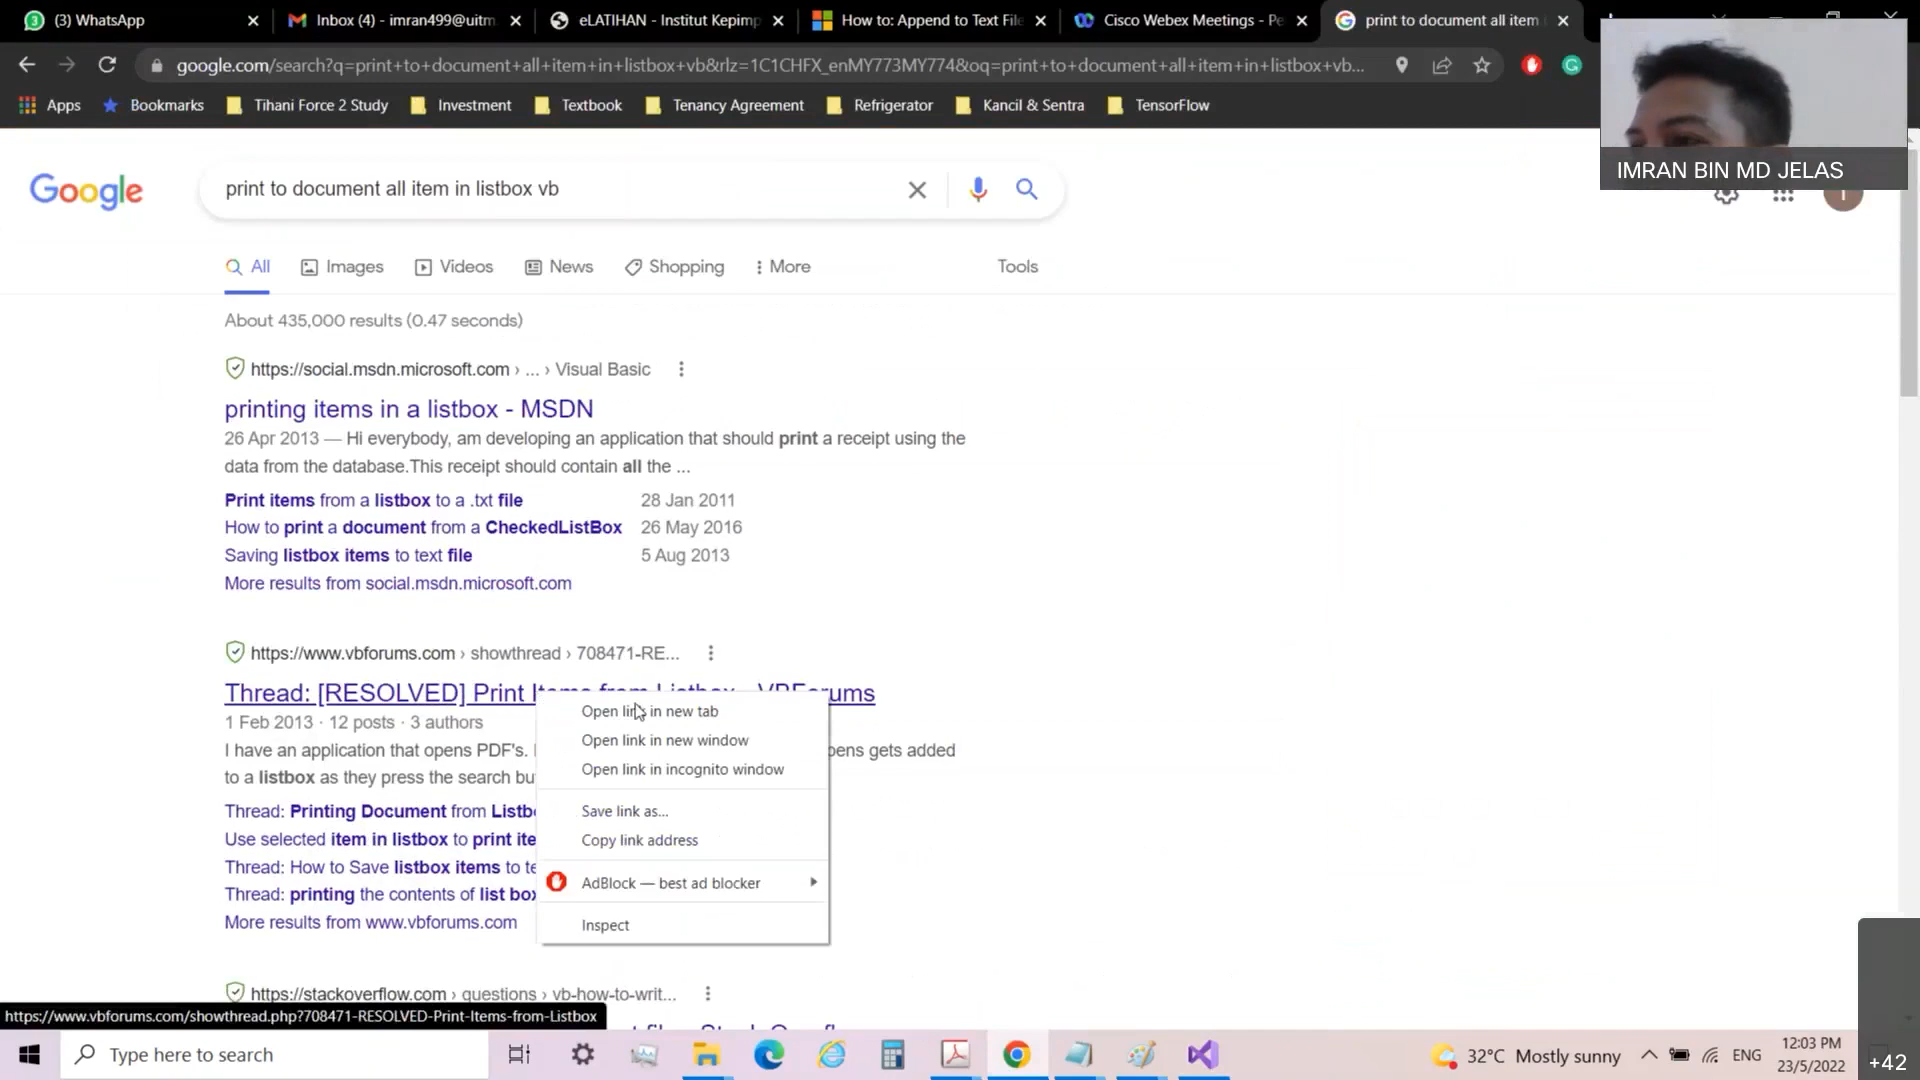 (3) WhatsApp
Inbox (4) - imran499@uitm
eLATIHAN - Institut Kepimp
How to: Append to Text File
Cisco Webex Meetings - Pe
print to document all item
google.com/search?q=print+to+document+all+item+in+listbox+vb&rlz=1C1CHFX_enMY773MY774&oq=print+to+document+all+item+in+listbox+vb...
Apps
Bookmarks
Tihani Force 2 Study
Investment
Textbook
Tenancy Agreement
Refrigerator
Kancil & Sentra
TensorFlow
IMRAN BIN MD JELAS
Google
print to document all item in listbox vb
All
Images
Videos
News
Shopping
More
Tools
About 435,000 results (0.47 seconds)
https://social.msdn.microsoft.com › ... › Visual Basic
printing items in a listbox - MSDN
26 Apr 2013 — Hi everybody, am developing an application that should print a receipt using the
data from the database.This receipt should contain all the ...
Print items from a listbox to a .txt file 28 Jan 2011
How to print a document from a CheckedListBox 26 May 2016
Saving listbox items to text file 5 Aug 2013
More results from social.msdn.microsoft.com
https://www.vbforums.com › showthread › 708471-RE...
Thread: [RESOLVED] Print Items from Listbox - VBForums
1 Feb 2013 · 12 posts · 3 authors
I have an application that opens PDF's. pens gets added
to a listbox as they press the search bu
Thread: Printing Document from Listb
Use selected item in listbox to print ite
Thread: How to Save listbox items to te
Thread: printing the contents of list box
More results from www.vbforums.com
Open link in new tab
Open link in new window
Open link in incognito window
Save link as...
Copy link address
AdBlock — best ad blocker
Inspect
https://stackoverflow.com › questions › vb-how-to-writ...
https://www.vbforums.com/showthread.php?708471-RESOLVED-Print-Items-from-Listbox
Type here to search
32°C Mostly sunny
ENG
12:03 PM
23/5/2022
+42